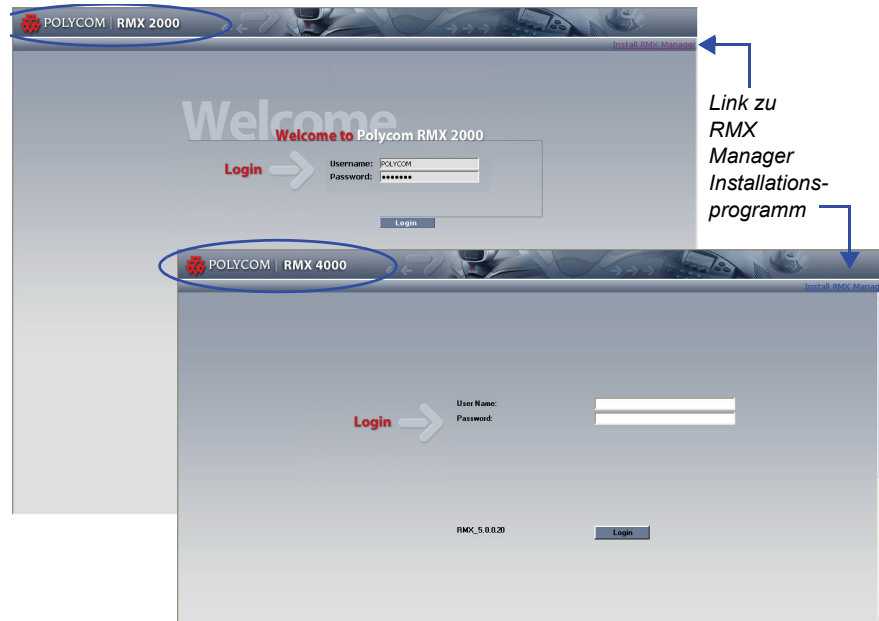 POLYCOM | RMX 2000
Install RMX Manager
Welcome
Welcome to Polycom RMX 2000
Login
Username: POLYCOM
Password: •••••••
Login
Link zu
RMX
Manager
Installations-
programm
POLYCOM | RMX 4000
Install RMX Manag
Login
User Name:
Password:
RMX_5.0.0.20
Login